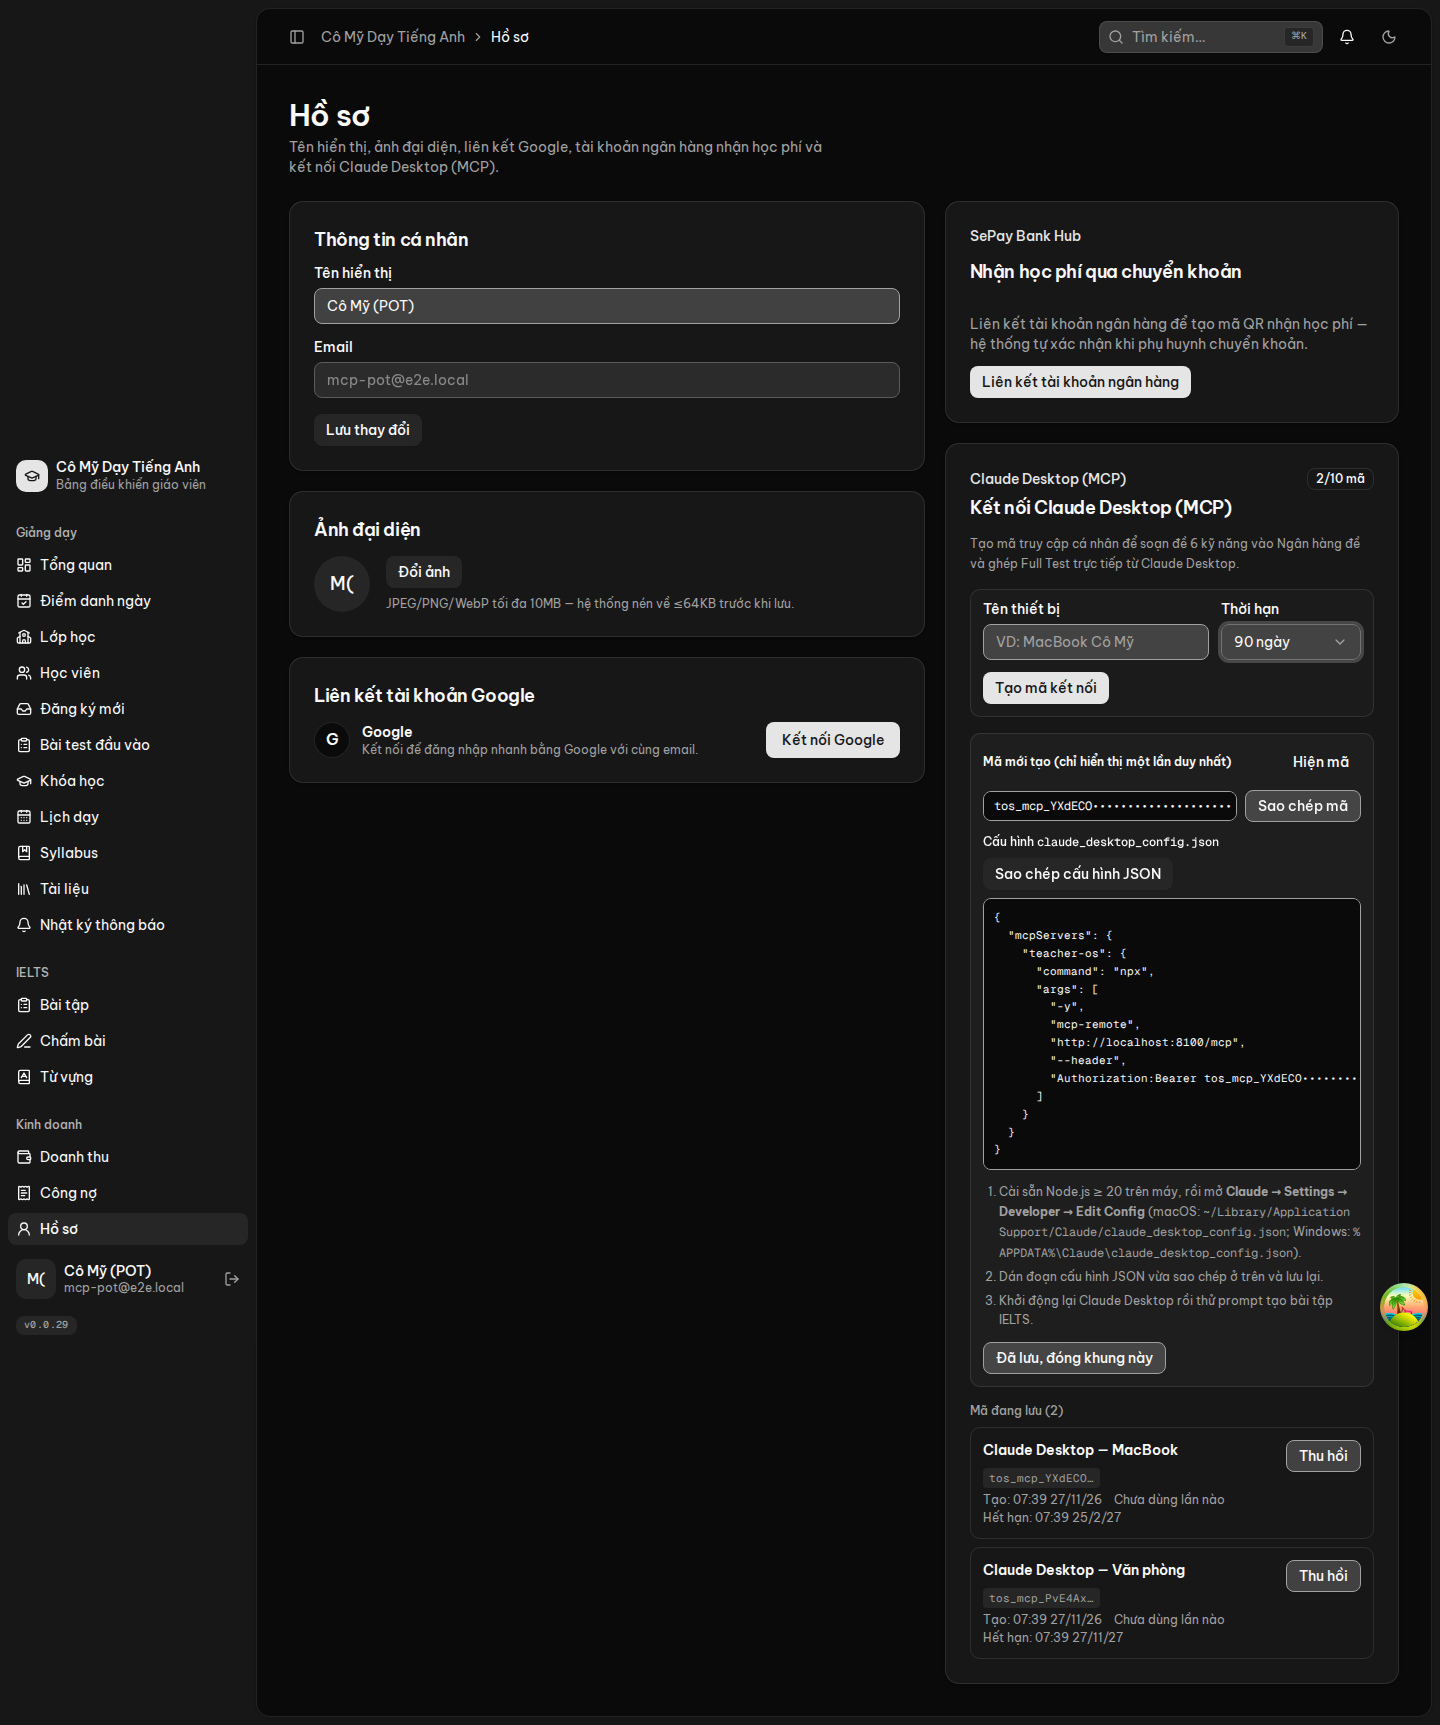 Cô Mỹ Dạy Tiếng Anh
Bảng điều khiển giáo viên
Giảng dạy
Tổng quan
Điểm danh ngày
Lớp học
Học viên
Đăng ký mới
Bài test đầu vào
Khóa học
Lịch dạy
Syllabus
Tài liệu
Nhật ký thông báo
IELTS
Bài tập
Chấm bài
Từ vựng
Kinh doanh
Doanh thu
Công nợ
Hồ sơ
M(
Cô Mỹ (POT)
mcp-pot@e2e.local
v0.0.29
Cô Mỹ Dạy Tiếng Anh > Hồ sơ
Tìm kiếm...
⌘K
Hồ sơ
Tên hiển thị, ảnh đại diện, liên kết Google, tài khoản ngân hàng nhận học phí và
kết nối Claude Desktop (MCP).
Thông tin cá nhân
Tên hiển thị
Cô Mỹ (POT)
Email
mcp-pot@e2e.local
Lưu thay đổi
Ảnh đại diện
M(
Đổi ảnh
JPEG/PNG/WebP tối đa 10MB — hệ thống nén về ≤64KB trước khi lưu.
Liên kết tài khoản Google
G
Google
Kết nối để đăng nhập nhanh bằng Google với cùng email.
Kết nối Google
SePay Bank Hub
Nhận học phí qua chuyển khoản
Liên kết tài khoản ngân hàng để tạo mã QR nhận học phí —
hệ thống tự xác nhận khi phụ huynh chuyển khoản.
Liên kết tài khoản ngân hàng
Claude Desktop (MCP)
2/10 mã
Kết nối Claude Desktop (MCP)
Tạo mã truy cập cá nhân để soạn đề 6 kỹ năng vào Ngân hàng đề
và ghép Full Test trực tiếp từ Claude Desktop.
Tên thiết bị
Thời hạn
VD: MacBook Cô Mỹ
90 ngày
Tạo mã kết nối
Mã mới tạo (chỉ hiển thị một lần duy nhất)
Hiện mã
tos_mcp_YXdECO••••••••••••••••••••
Sao chép mã
Cấu hình claude_desktop_config.json
Sao chép cấu hình JSON
{
"mcpServers": {
"teacher-os": {
"command": "npx",
"args": [
"-y",
"mcp-remote",
"http://localhost:8100/mcp",
"--header",
"Authorization:Bearer tos_mcp_YXdECO••••••••
]
}
}
}
1. Cài sẵn Node.js ≥ 20 trên máy, rồi mở Claude → Settings →
Developer → Edit Config (macOS: ~/Library/Application
Support/Claude/claude_desktop_config.json; Windows: %
APPDATA%\Claude\claude_desktop_config.json).
2. Dán đoạn cấu hình JSON vừa sao chép ở trên và lưu lại.
3. Khởi động lại Claude Desktop rồi thử prompt tạo bài tập
IELTS.
Đã lưu, đóng khung này
Mã đang lưu (2)
Claude Desktop — MacBook
Thu hồi
tos_mcp_YXdECO…
Tạo: 07:39 27/11/26 Chưa dùng lần nào
Hết hạn: 07:39 25/2/27
Claude Desktop — Văn phòng
Thu hồi
tos_mcp_PvE4Ax…
Tạo: 07:39 27/11/26 Chưa dùng lần nào
Hết hạn: 07:39 27/11/27